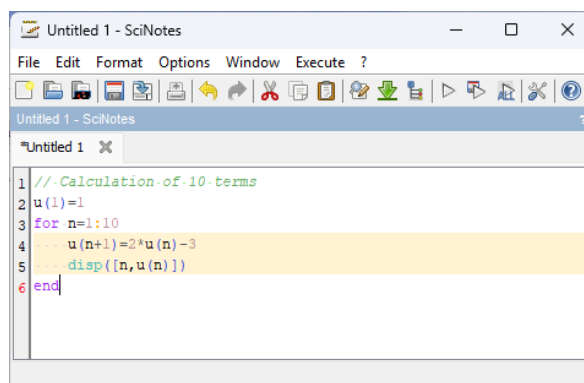 Untitled 1 - SciNotes
File Edit Format Options Window Execute ?
Untitled 1 - SciNotes ?
*Untitled 1
1 // Calculation of 10 terms
2 u(1)=1
3 for n=1:10
4 u(n+1)=2*u(n)-3
5 disp([n,u(n)])
6 end